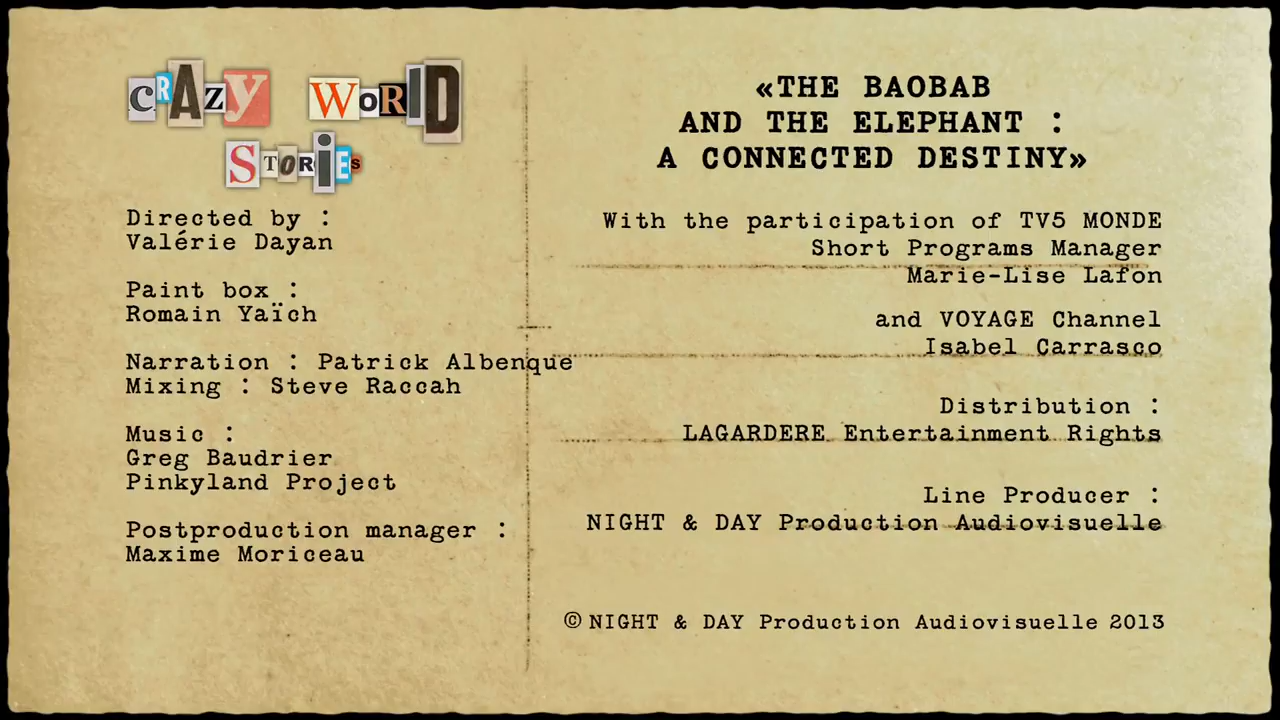 CRAZY WORlD
STORiEs
Directed by :
Valérie Dayan
Paint box :
Romain Yaïch
Narration : Patrick Albenque
Mixing : Steve Raccah
Music :
Greg Baudrier
Pinkyland Project
Postproduction manager :
Maxime Moriceau
«THE BAOBAB
AND THE ELEPHANT :
A CONNECTED DESTINY»
With the participation of TV5 MONDE
Short Programs Manager
Marie-Lise Lafon
and VOYAGE Channel
Isabel Carrasco
Distribution :
LAGARDERE Entertainment Rights
Line Producer :
NIGHT & DAY Production Audiovisuelle
© NIGHT & DAY Production Audiovisuelle 2013